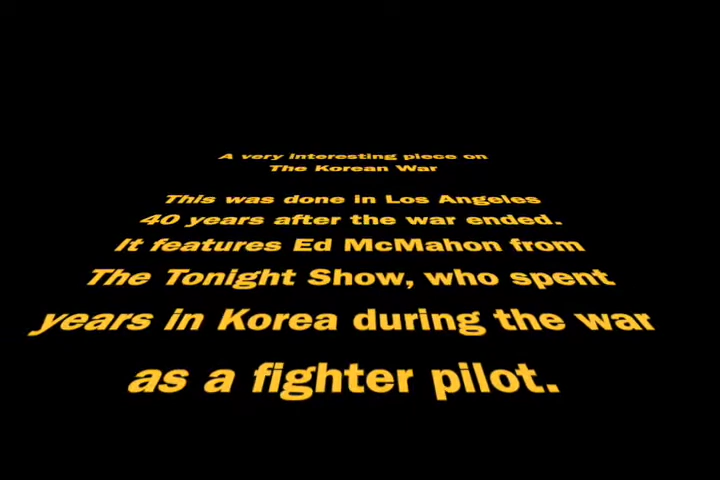 A very interesting piece on
The Korean War
This was done in Los Angeles
40 years after the war ended.
It features Ed McMahon from
The Tonight Show, who spent
years in Korea during the war
as a fighter pilot.